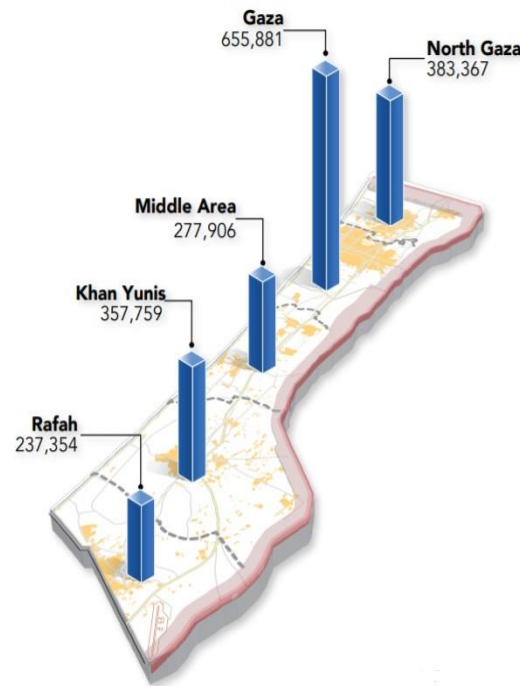 Gaza
655,881
North Gaza
383,367
Middle Area
277,906
Khan Yunis
357,759
Rafah
237,354